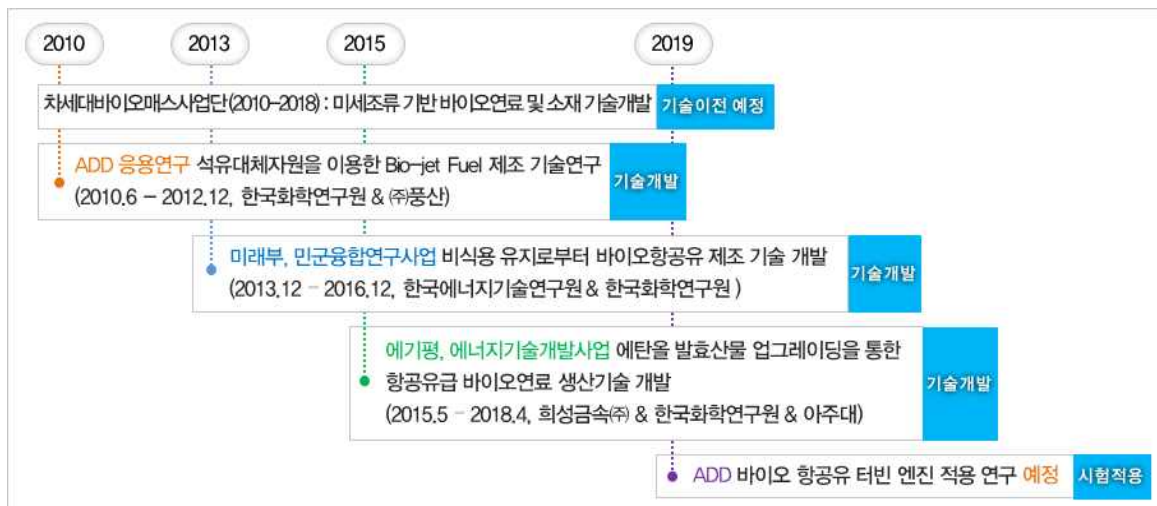 2010 2013 2015 2019
차세대바이오매스사업단(2010-2018) : 미세조류 기반 바이오연료 및 소재 기술개발 기술이전 예정
ADD 응용연구 석유대체자원을 이용한 Bio-jet Fuel 제조 기술연구
(2010.6 - 2012.12, 한국화학연구원 & ㈜풍산)
기술개발
미래부, 민군융합연구사업 비식용 유지로부터 바이오항공유 제조 기술 개발
(2013.12 - 2016.12, 한국에너지기술연구원 & 한국화학연구원 )
기술개발
에기평, 에너지기술개발사업 에탄올 발효산물 업그레이딩을 통한
항공유급 바이오연료 생산기술 개발
(2015.5 - 2018.4, 희성금속㈜ & 한국화학연구원 & 아주대)
기술개발
ADD 바이오 항공유 터빈 엔진 적용 연구 예정 시험적용